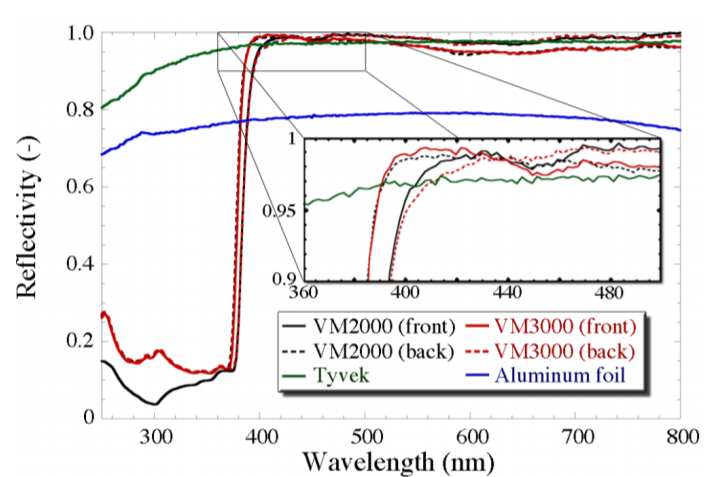 1.0
0.8
0.6
0.4
0.2
0
Reflectivity (-)
1
0.95
0.9
360 400 440 480
VM2000 (front) VM3000 (front)
VM2000 (back) VM3000 (back)
Tyvek Aluminum foil
300 400 500 600 700 800
Wavelength (nm)